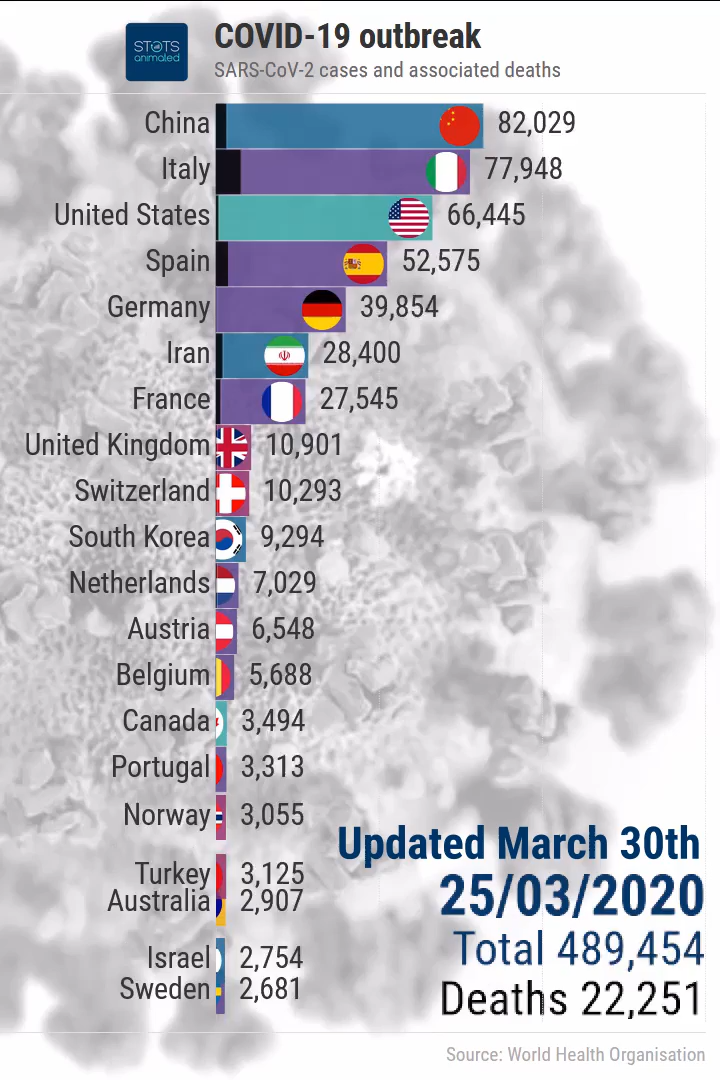 STATS
animated
COVID-19 outbreak
SARS-CoV-2 cases and associated deaths
China 82,029
Italy 77,948
United States 66,445
Spain 52,575
Germany 39,854
Iran 28,400
France 27,545
United Kingdom 10,901
Switzerland 10,293
South Korea 9,294
Netherlands 7,029
Austria 6,548
Belgium 5,688
Canada 3,494
Portugal 3,313
Norway 3,055
Turkey 3,125
Australia 2,907
Israel 2,754
Sweden 2,681
Updated March 30th
25/03/2020
Total 489,454
Deaths 22,251
Source: World Health Organisation